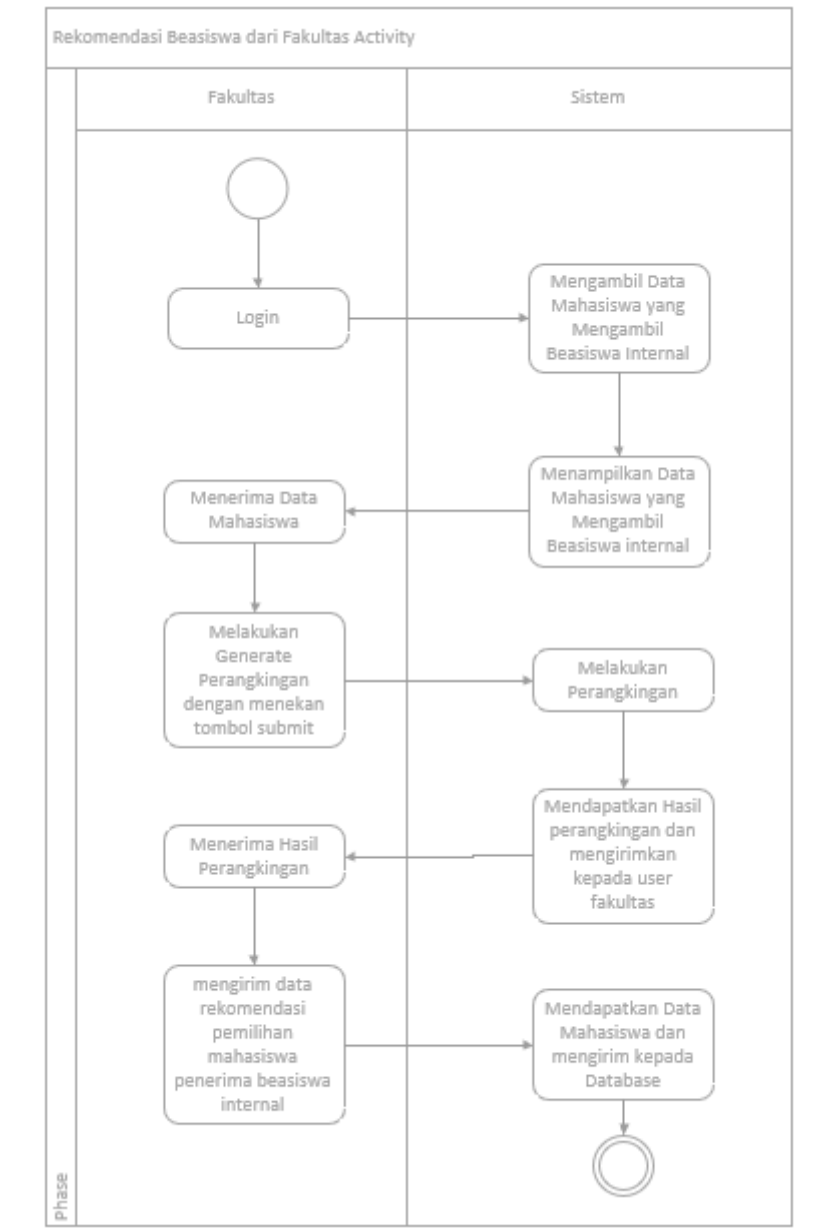 Rekomendasi Beasiswa dari Fakultas Activity
Fakultas
Sistem
Login
Mengambil Data
Mahasiswa yang
Mengambil
Beasiswa Internal
Menampilkan Data
Mahasiswa yang
Mengambil
Beasiswa internal
Menerima Data
Mahasiswa
Melakukan
Generate
Perangkingan
dengan menekan
tombol submit
Melakukan
Perangkingan
Mendapatkan Hasil
perangkingan dan
mengirimkan
kepada user
fakultas
Menerima Hasil
Perangkingan
mengirim data
rekomendasi
pemilihan
mahasiswa
penerima beasiswa
internal
Mendapatkan Data
Mahasiswa dan
mengirim kepada
Database
Phase